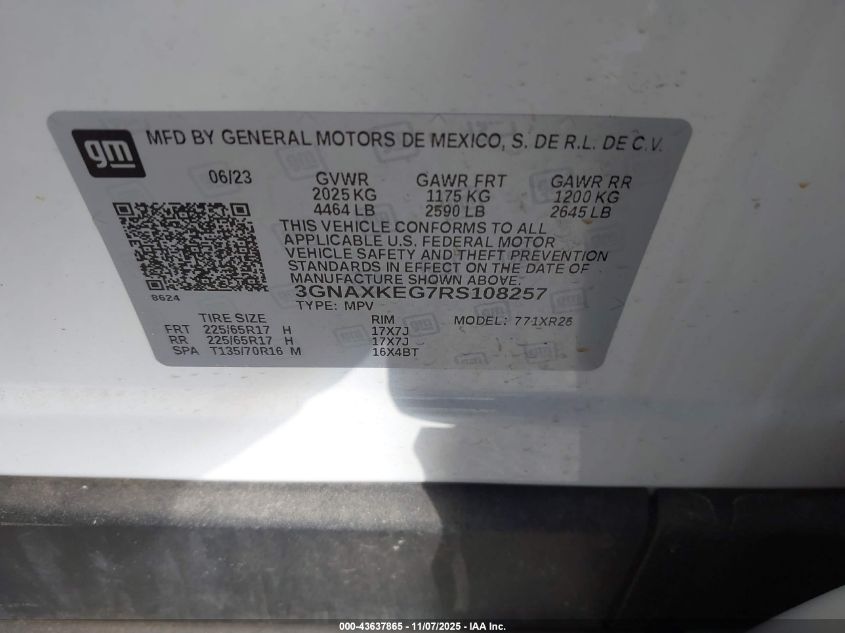 gm
MFD BY GENERAL MOTORS DE MEXICO, S. DE R.L. DE C.V.
06/23 GVWR GAWR FRT GAWR RR
2025 KG 1175 KG 1200 KG
4464 LB 2590 LB 2645 LB
THIS VEHICLE CONFORMS TO ALL
APPLICABLE U.S. FEDERAL MOTOR
VEHICLE SAFETY AND THEFT PREVENTION
STANDARDS IN EFFECT ON THE DATE OF
MANUFACTURE SHOWN ABOVE.
8624 3GNAXKEG7RS108257
TYPE: MPV MODEL: 771XR26
TIRE SIZE RIM
FRT 225/65R17 H 17X7J
RR 225/65R17 H 17X7J
SPA T135/70R16 M 16X4BT
000-43637865 - 11/07/2025 - IAA Inc.